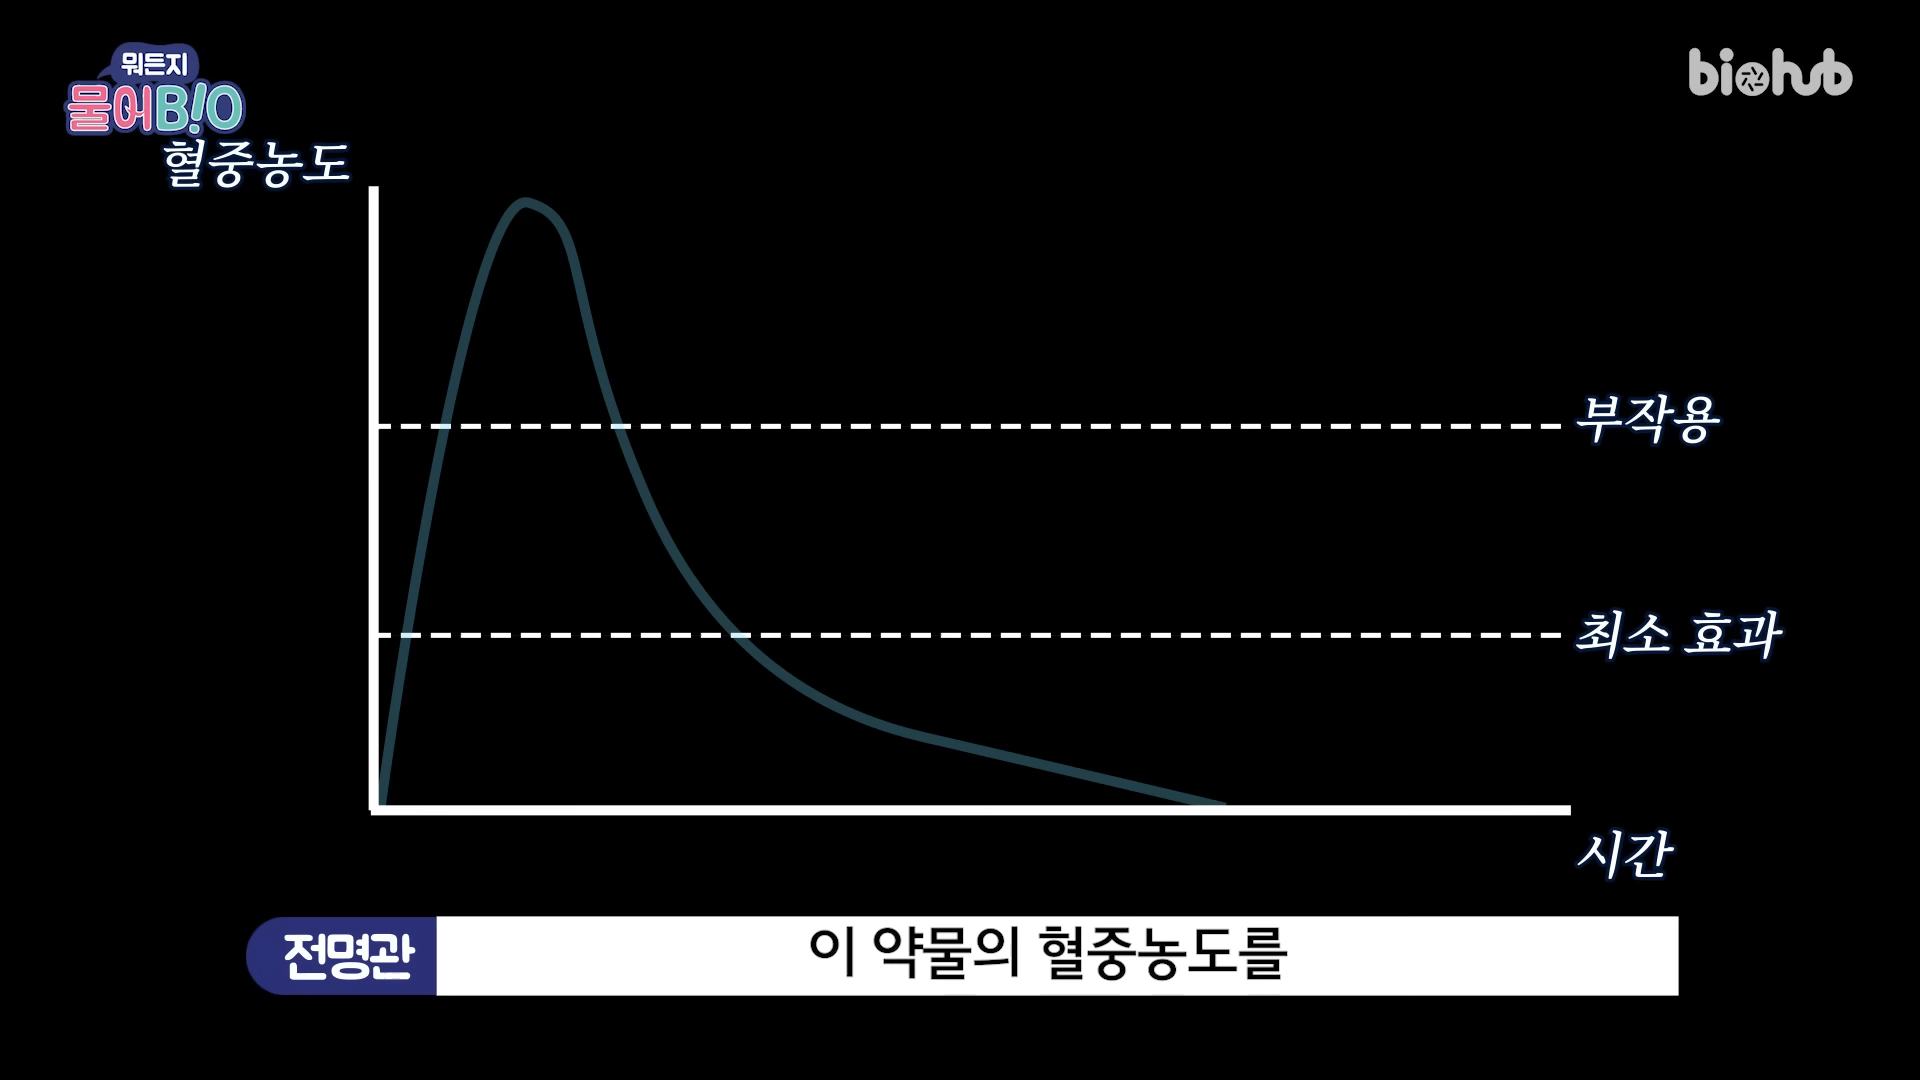 뭐든지
물어B!O
biohub
혈중농도
부작용
최소 효과
시간
전명관
이 약물의 혈중농도를